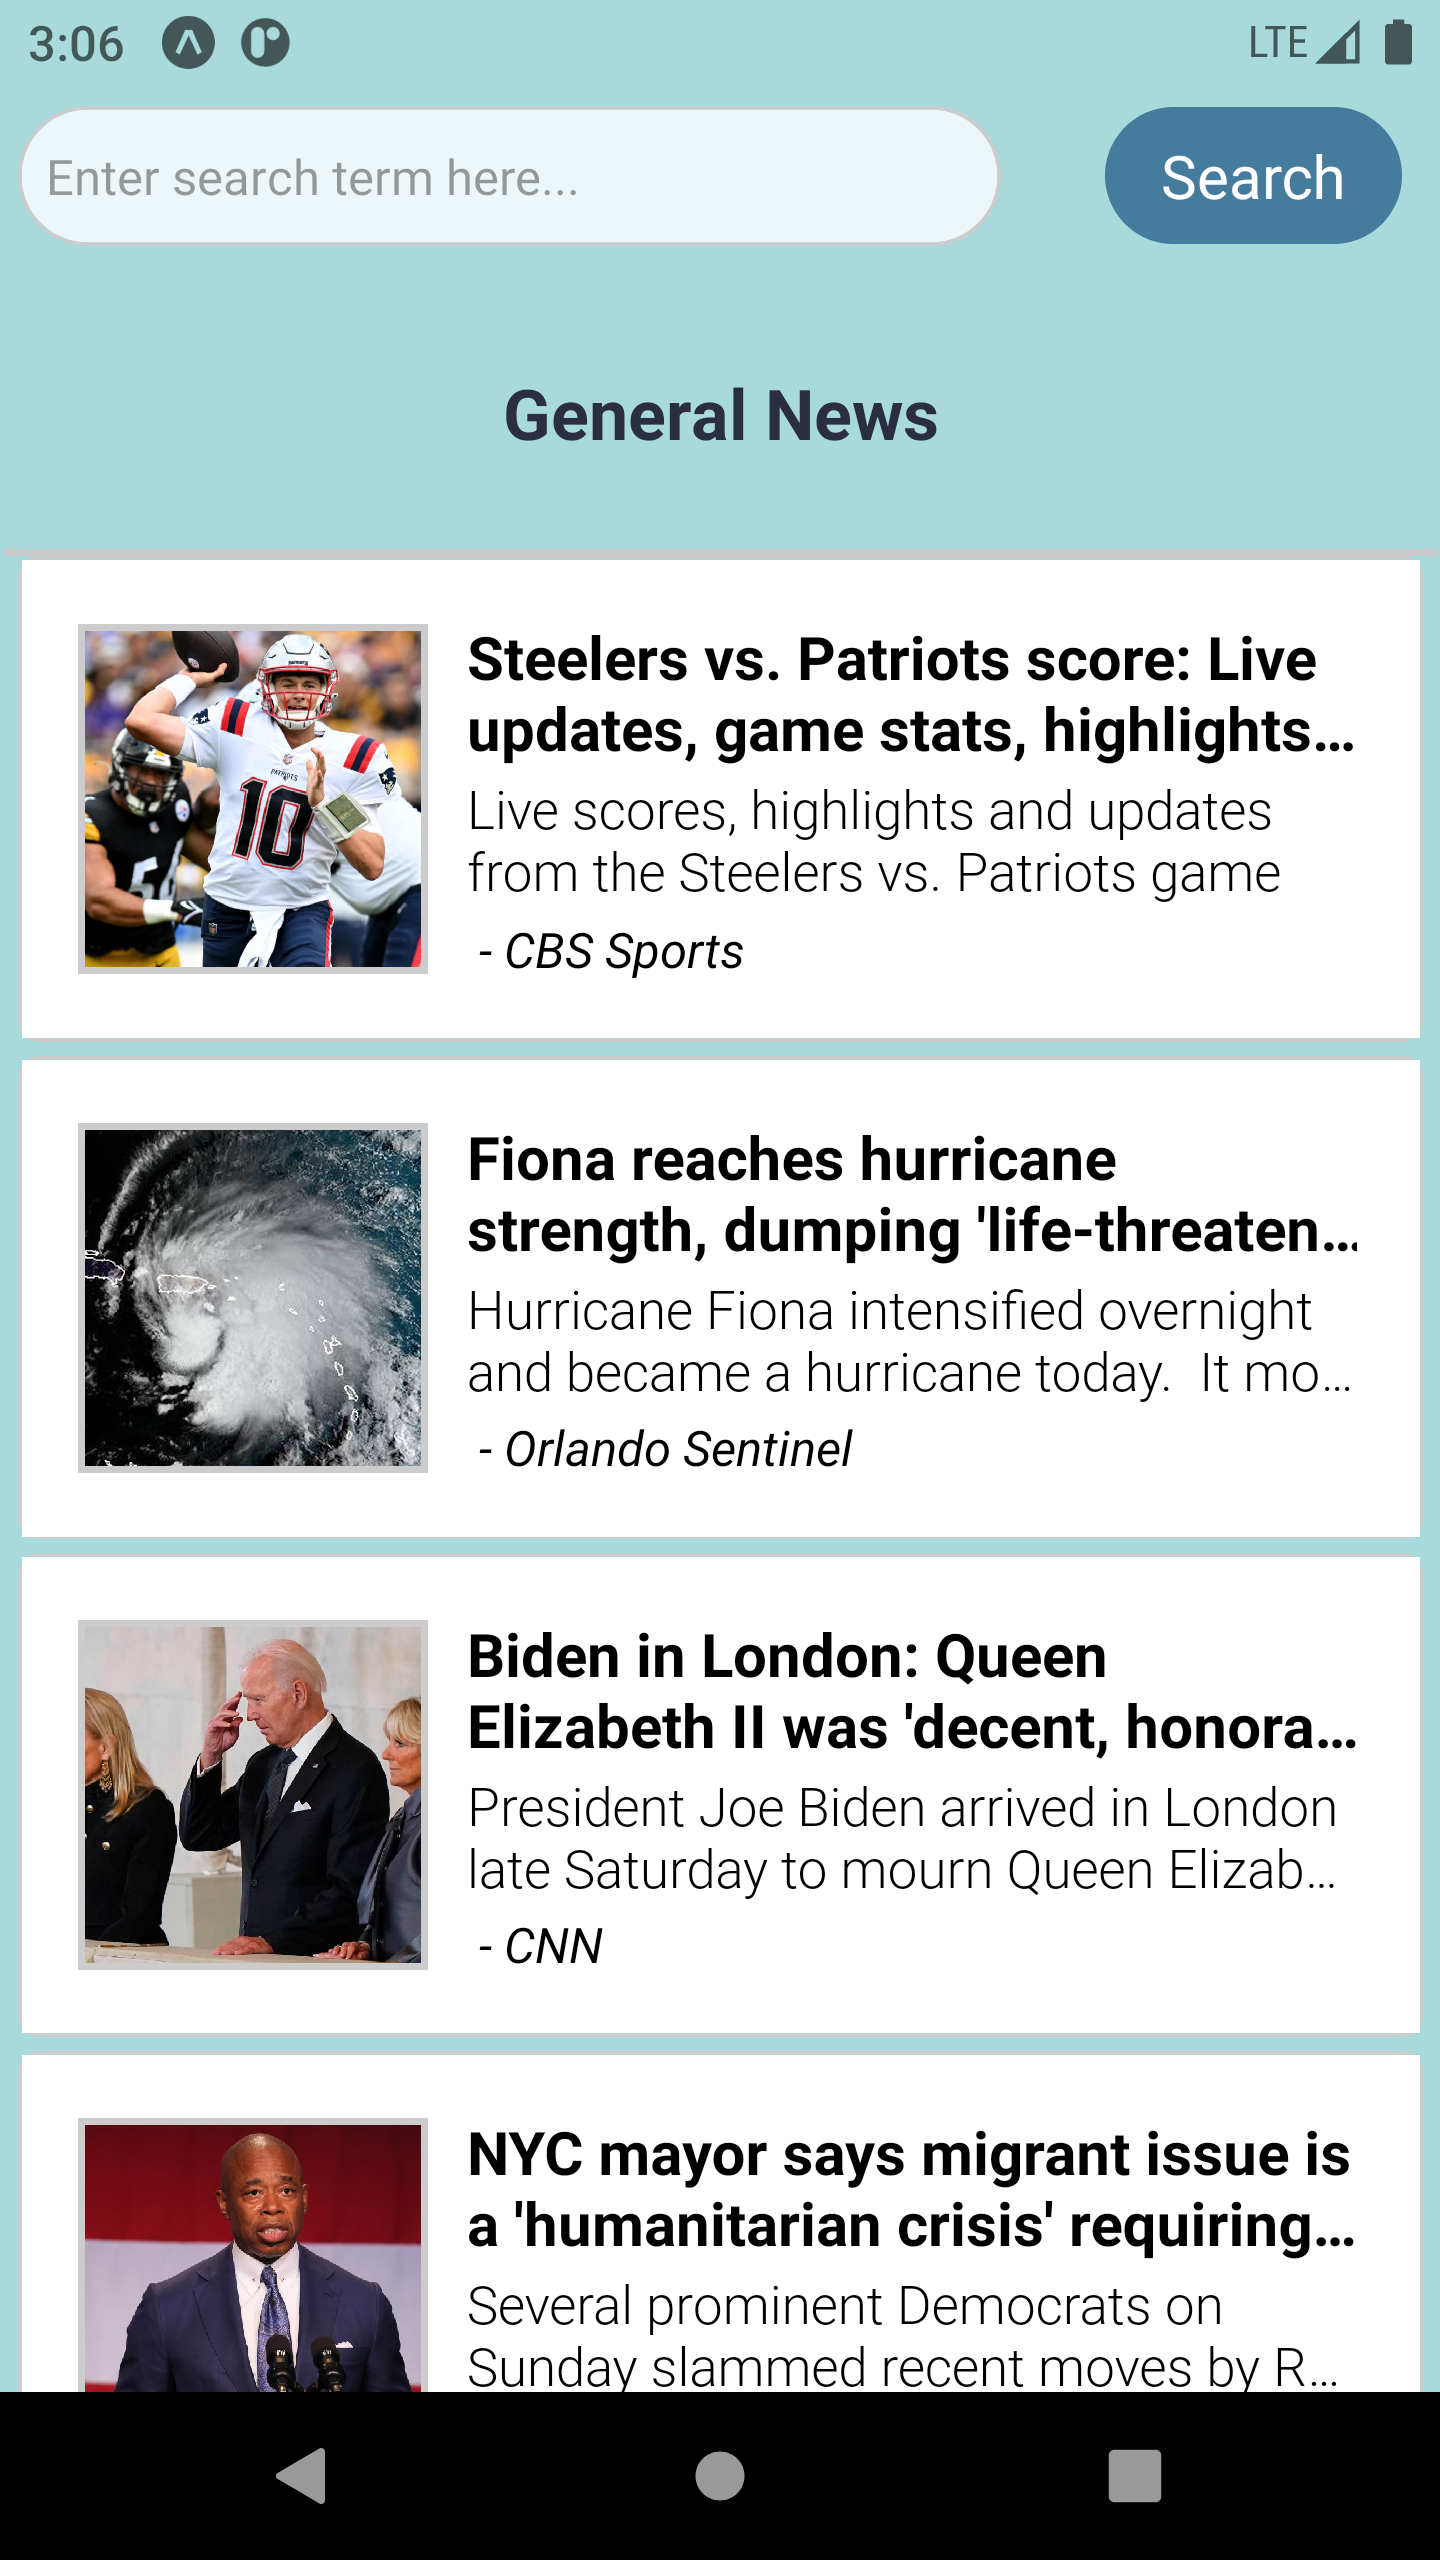 3:06
LTE
Enter search term here...
Search
General News
Steelers vs. Patriots score: Live
updates, game stats, highlights…
Live scores, highlights and updates
from the Steelers vs. Patriots game
- CBS Sports
PATRIOTS
10
Fiona reaches hurricane
strength, dumping 'life-threaten…
Hurricane Fiona intensified overnight
and became a hurricane today.  It mo…
- Orlando Sentinel
Biden in London: Queen
Elizabeth II was 'decent, honora…
President Joe Biden arrived in London
late Saturday to mourn Queen Elizab…
- CNN
NYC mayor says migrant issue is
a 'humanitarian crisis' requiring…
Several prominent Democrats on
Sunday slammed recent moves by R…